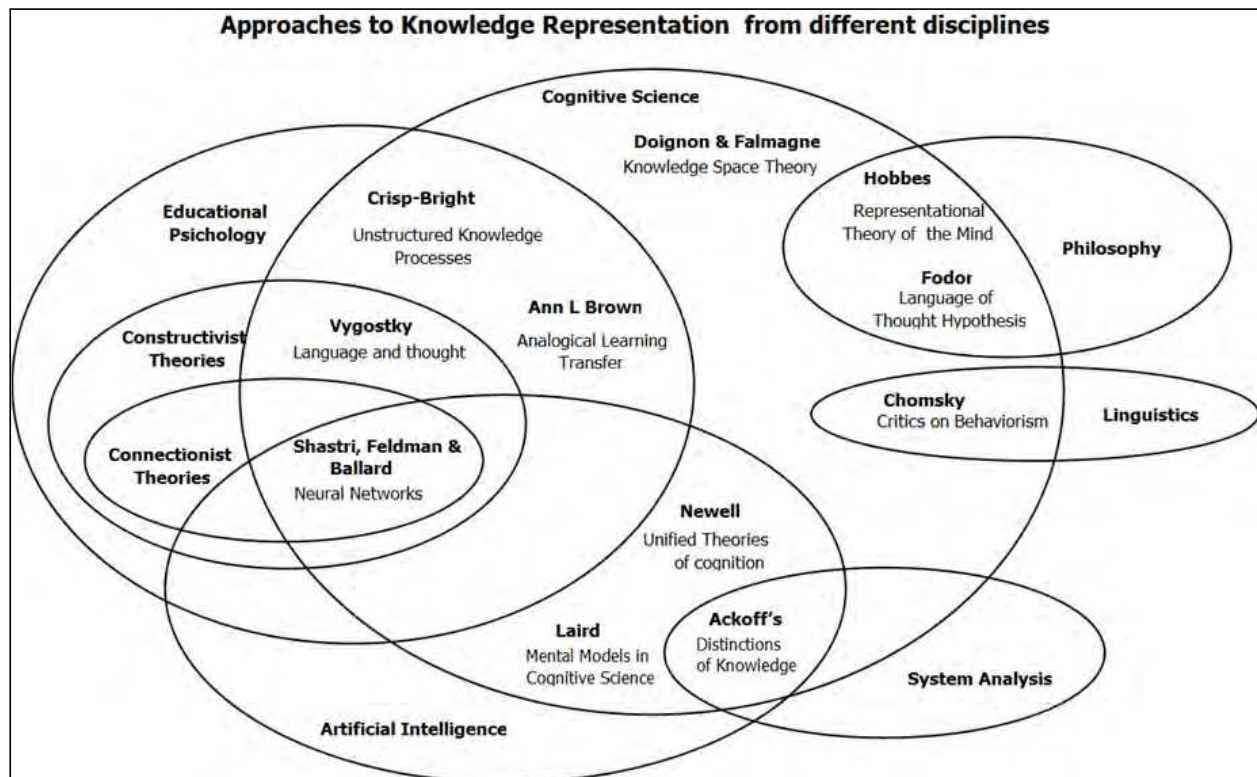 Approaches to Knowledge Representation from different disciplines
Cognitive Science
Doignon & Falmagne
Knowledge Space Theory
Hobbes
Representational
Theory of the Mind
Philosophy
Fodor
Language of
Thought Hypothesis
Educational
Psichology
Crisp-Bright
Unstructured Knowledge
Processes
Ann L Brown
Analogical Learning
Transfer
Constructivist
Theories
Vygostky
Language and thought
Chomsky
Critics on Behaviorism
Linguistics
Connectionist
Theories
Shastri, Feldman &
Ballard
Neural Networks
Newell
Unified Theories
of cognition
Laird
Mental Models in
Cognitive Science
Ackoff's
Distinctions
of Knowledge
System Analysis
Artificial Intelligence